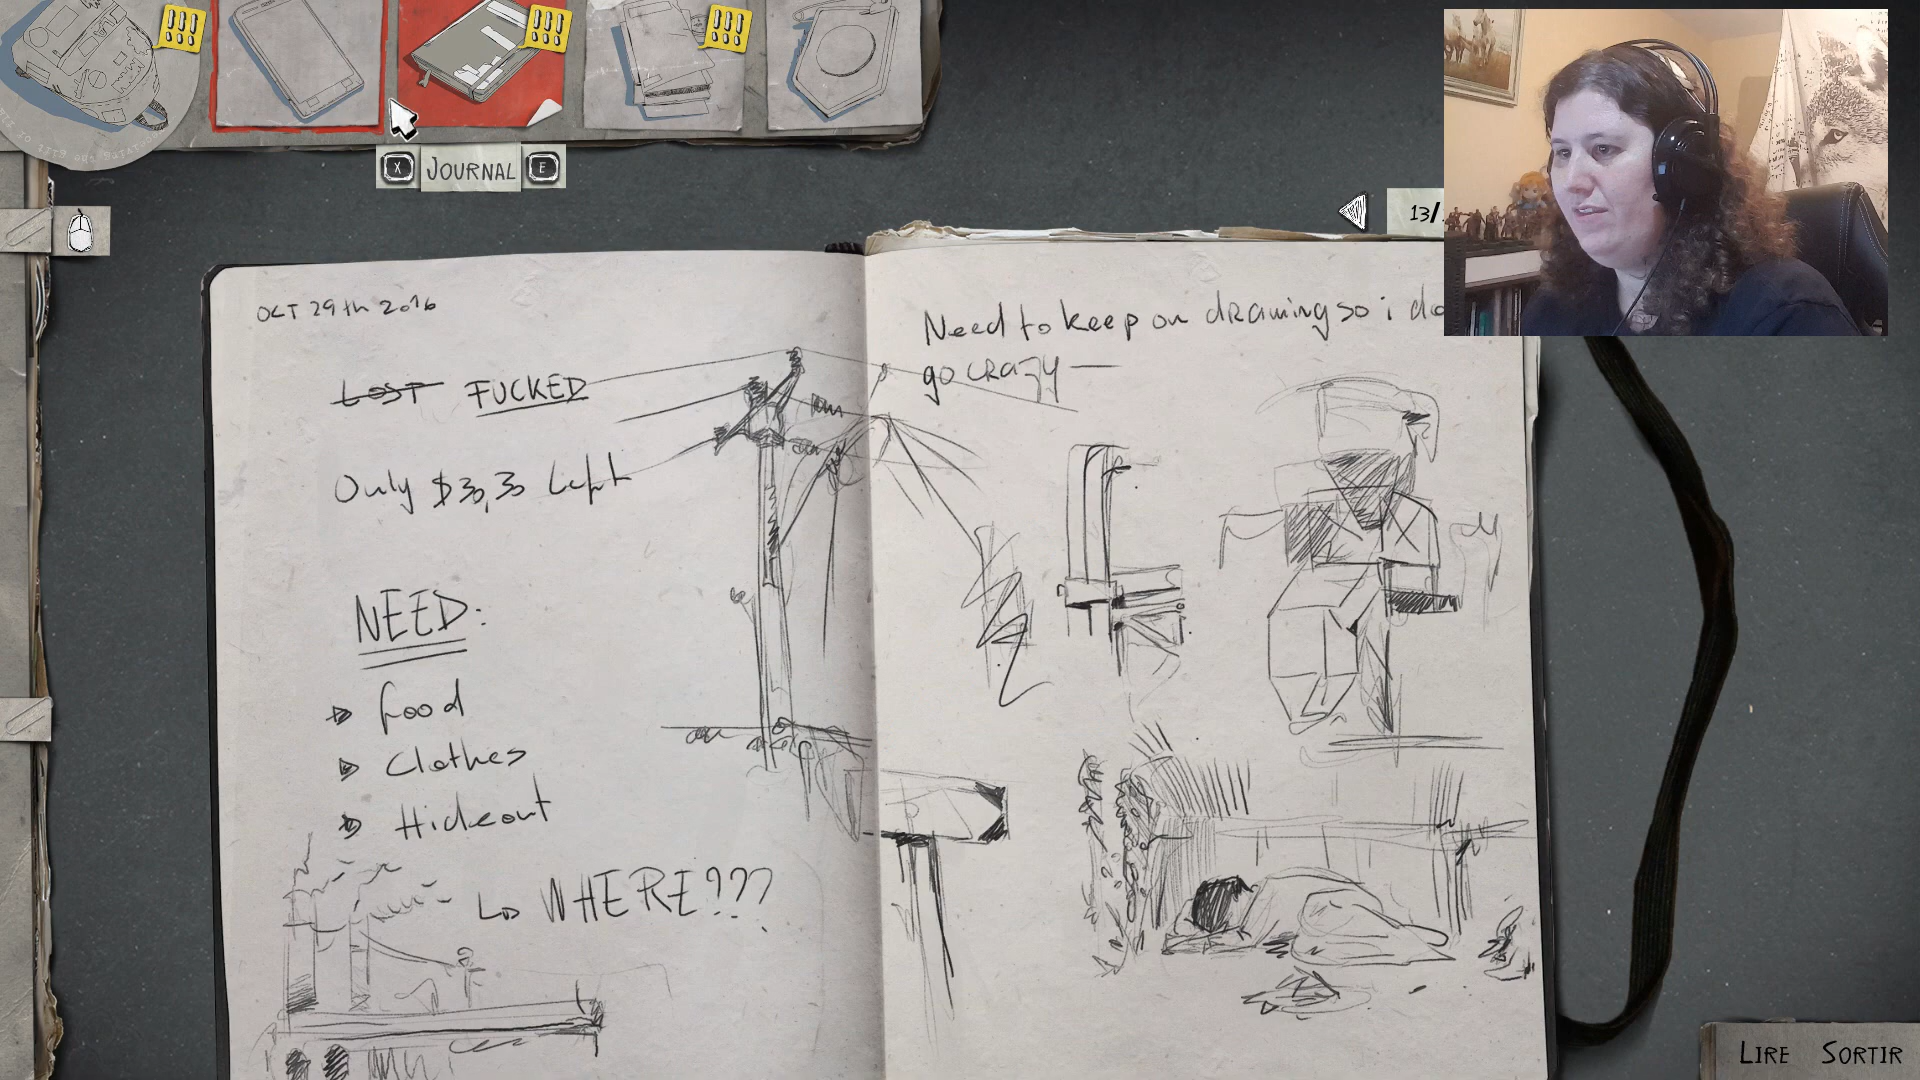 X JOURNAL E
13/
OCT 29th 2016
LOST FUCKED
Only $30,30 Left
NEED:
food
Clothes
Hideout
WHERE???
Need to keep on drawing so i do
go crazy —
LIRE SORTIR